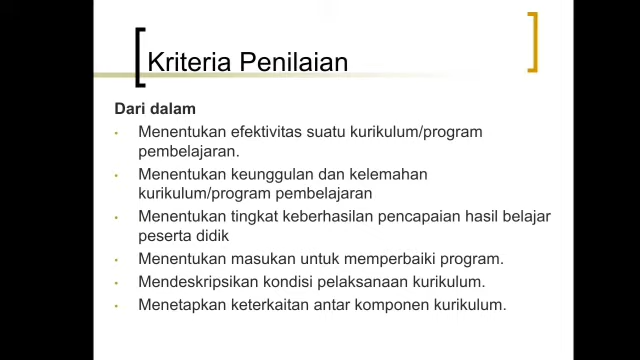 Kriteria Penilaian
Dari dalam
Menentukan efektivitas suatu kurikulum/program
pembelajaran.
Menentukan keunggulan dan kelemahan
kurikulum/program pembelajaran
Menentukan tingkat keberhasilan pencapaian hasil belajar
peserta didik
Menentukan masukan untuk memperbaiki program.
Mendeskripsikan kondisi pelaksanaan kurikulum.
Menetapkan keterkaitan antar komponen kurikulum.